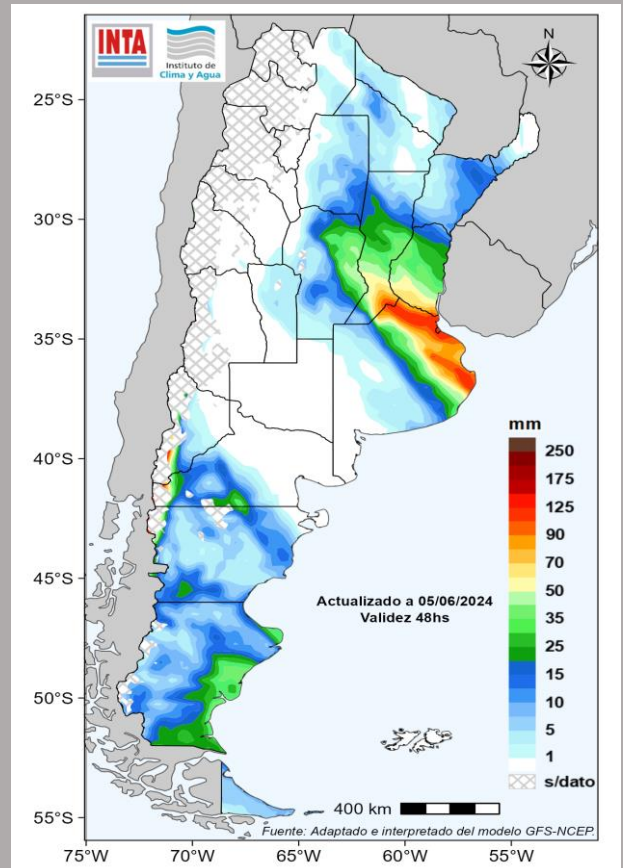 INTA
Instituto de
Clima y Agua
N
25°S
30°S
35°S
40°S
45°S
50°S
55°S
75°W
70°W
65°W
60°W
55°W
mm
250
175
125
90
70
50
35
25
15
10
5
1
s/dato
Actualizado a 05/06/2024
Validez 48hs
400 km
Fuente: Adaptado e interpretado del modelo GFS-NCEP.